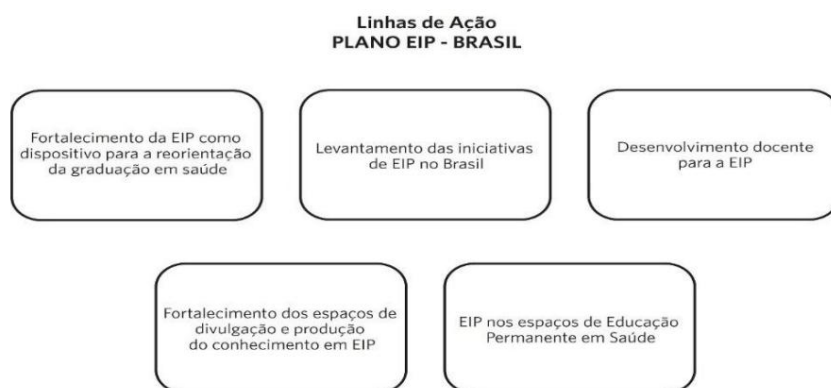 Linhas de Ação
PLANO EIP - BRASIL
Fortalecimento da EIP como
dispositivo para a reorientação
da graduação em saúde
Levantamento das iniciativas
de EIP no Brasil
Desenvolvimento docente
para a EIP
Fortalecimento dos espaços de
divulgação e produção
do conhecimento em EIP
EIP nos espaços de Educação
Permanente em Saúde